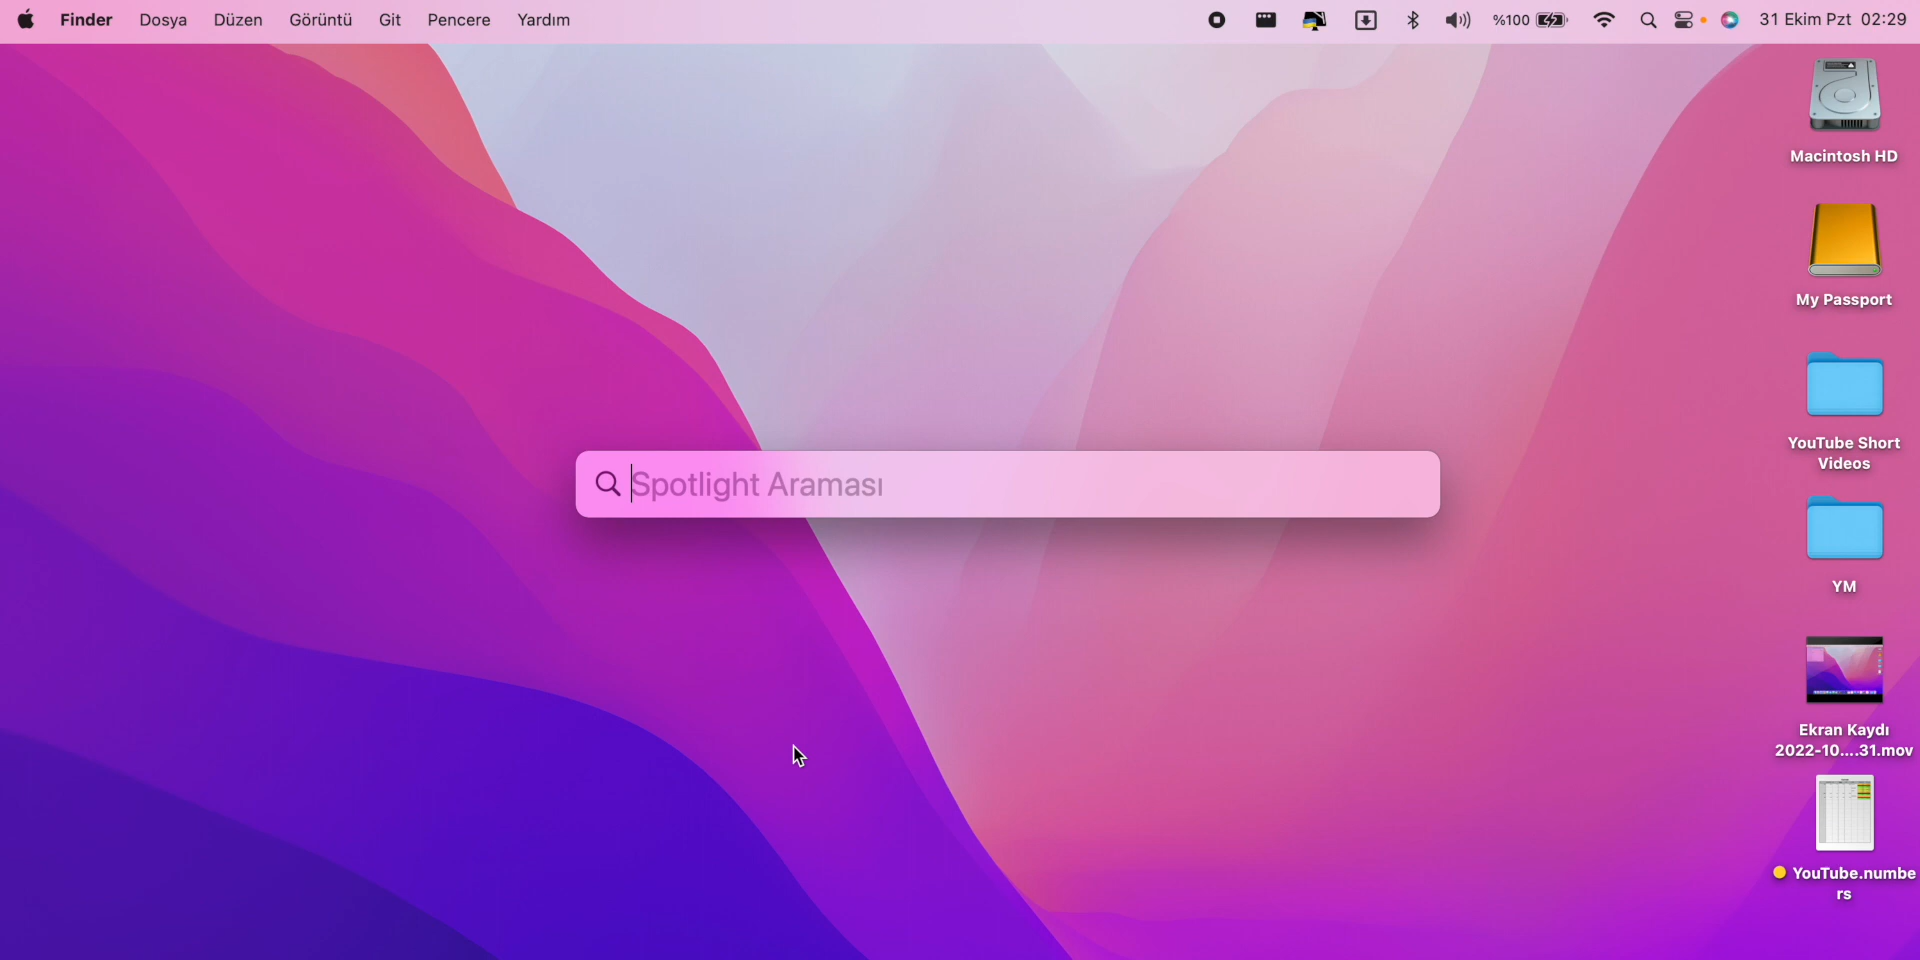 Finder Dosya Düzen Görüntü Git Pencere Yardım %100 31 Ekim Pzt 02:29
Macintosh HD
My Passport
YouTube Short
Videos
Spotlight Araması
YM
Ekran Kaydı
2022-10....31.mov
YouTube.numbe
rs